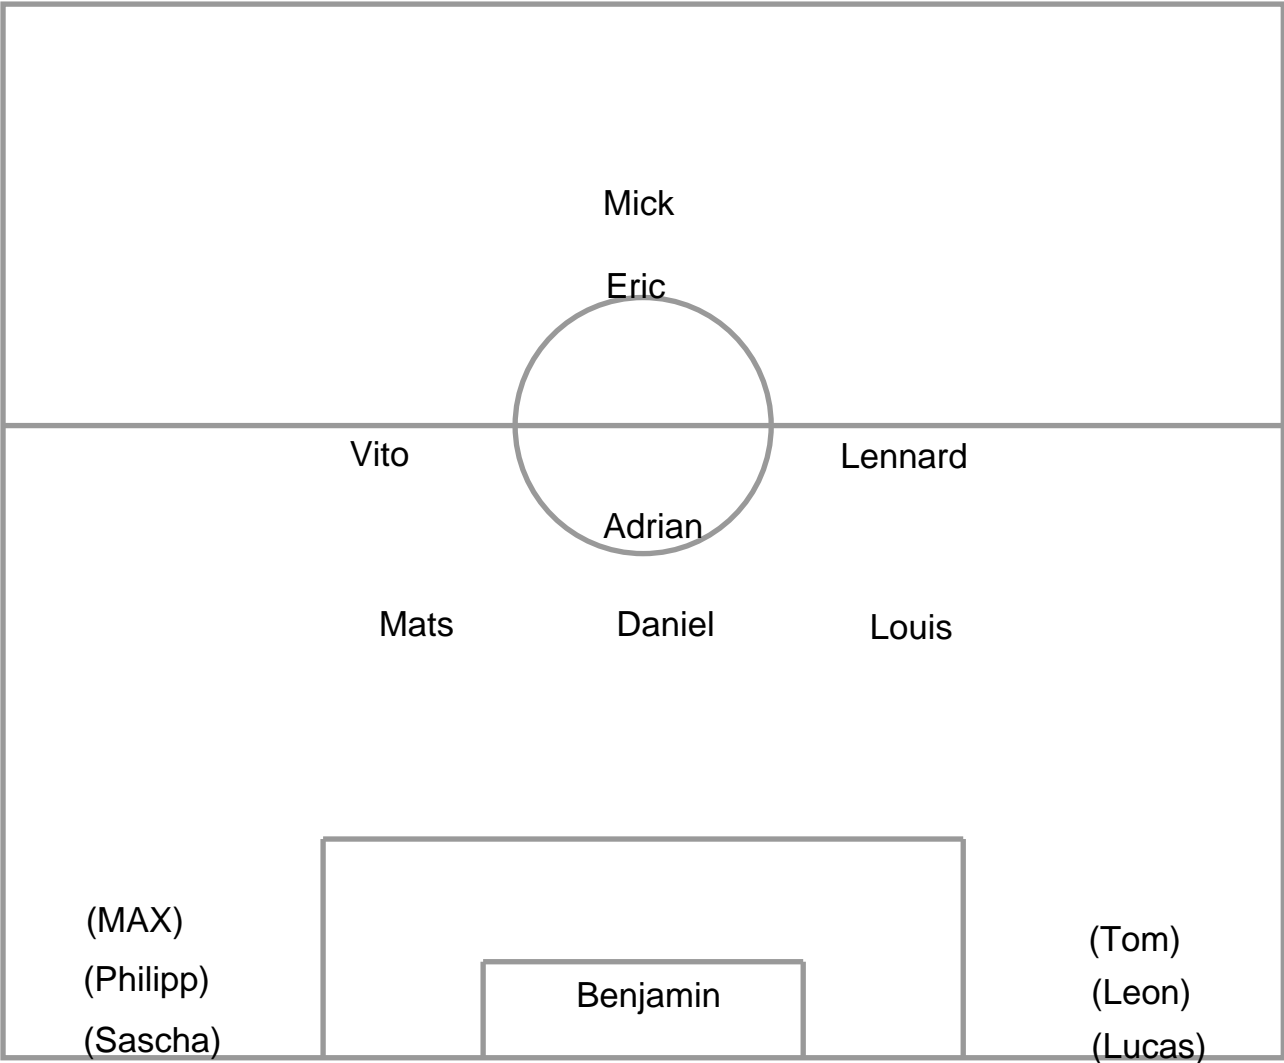 Mick
Eric
Vito
Lennard
Adrian
Mats
Daniel
Louis
(MAX)
(Philipp)
(Sascha)
Benjamin
(Tom)
(Leon)
(Lucas)